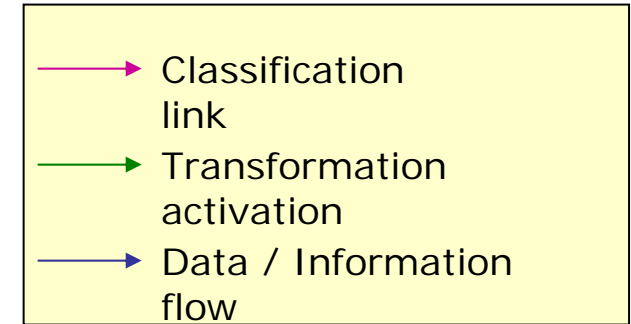 Classification
link
Transformation
activation
Data / Information
flow